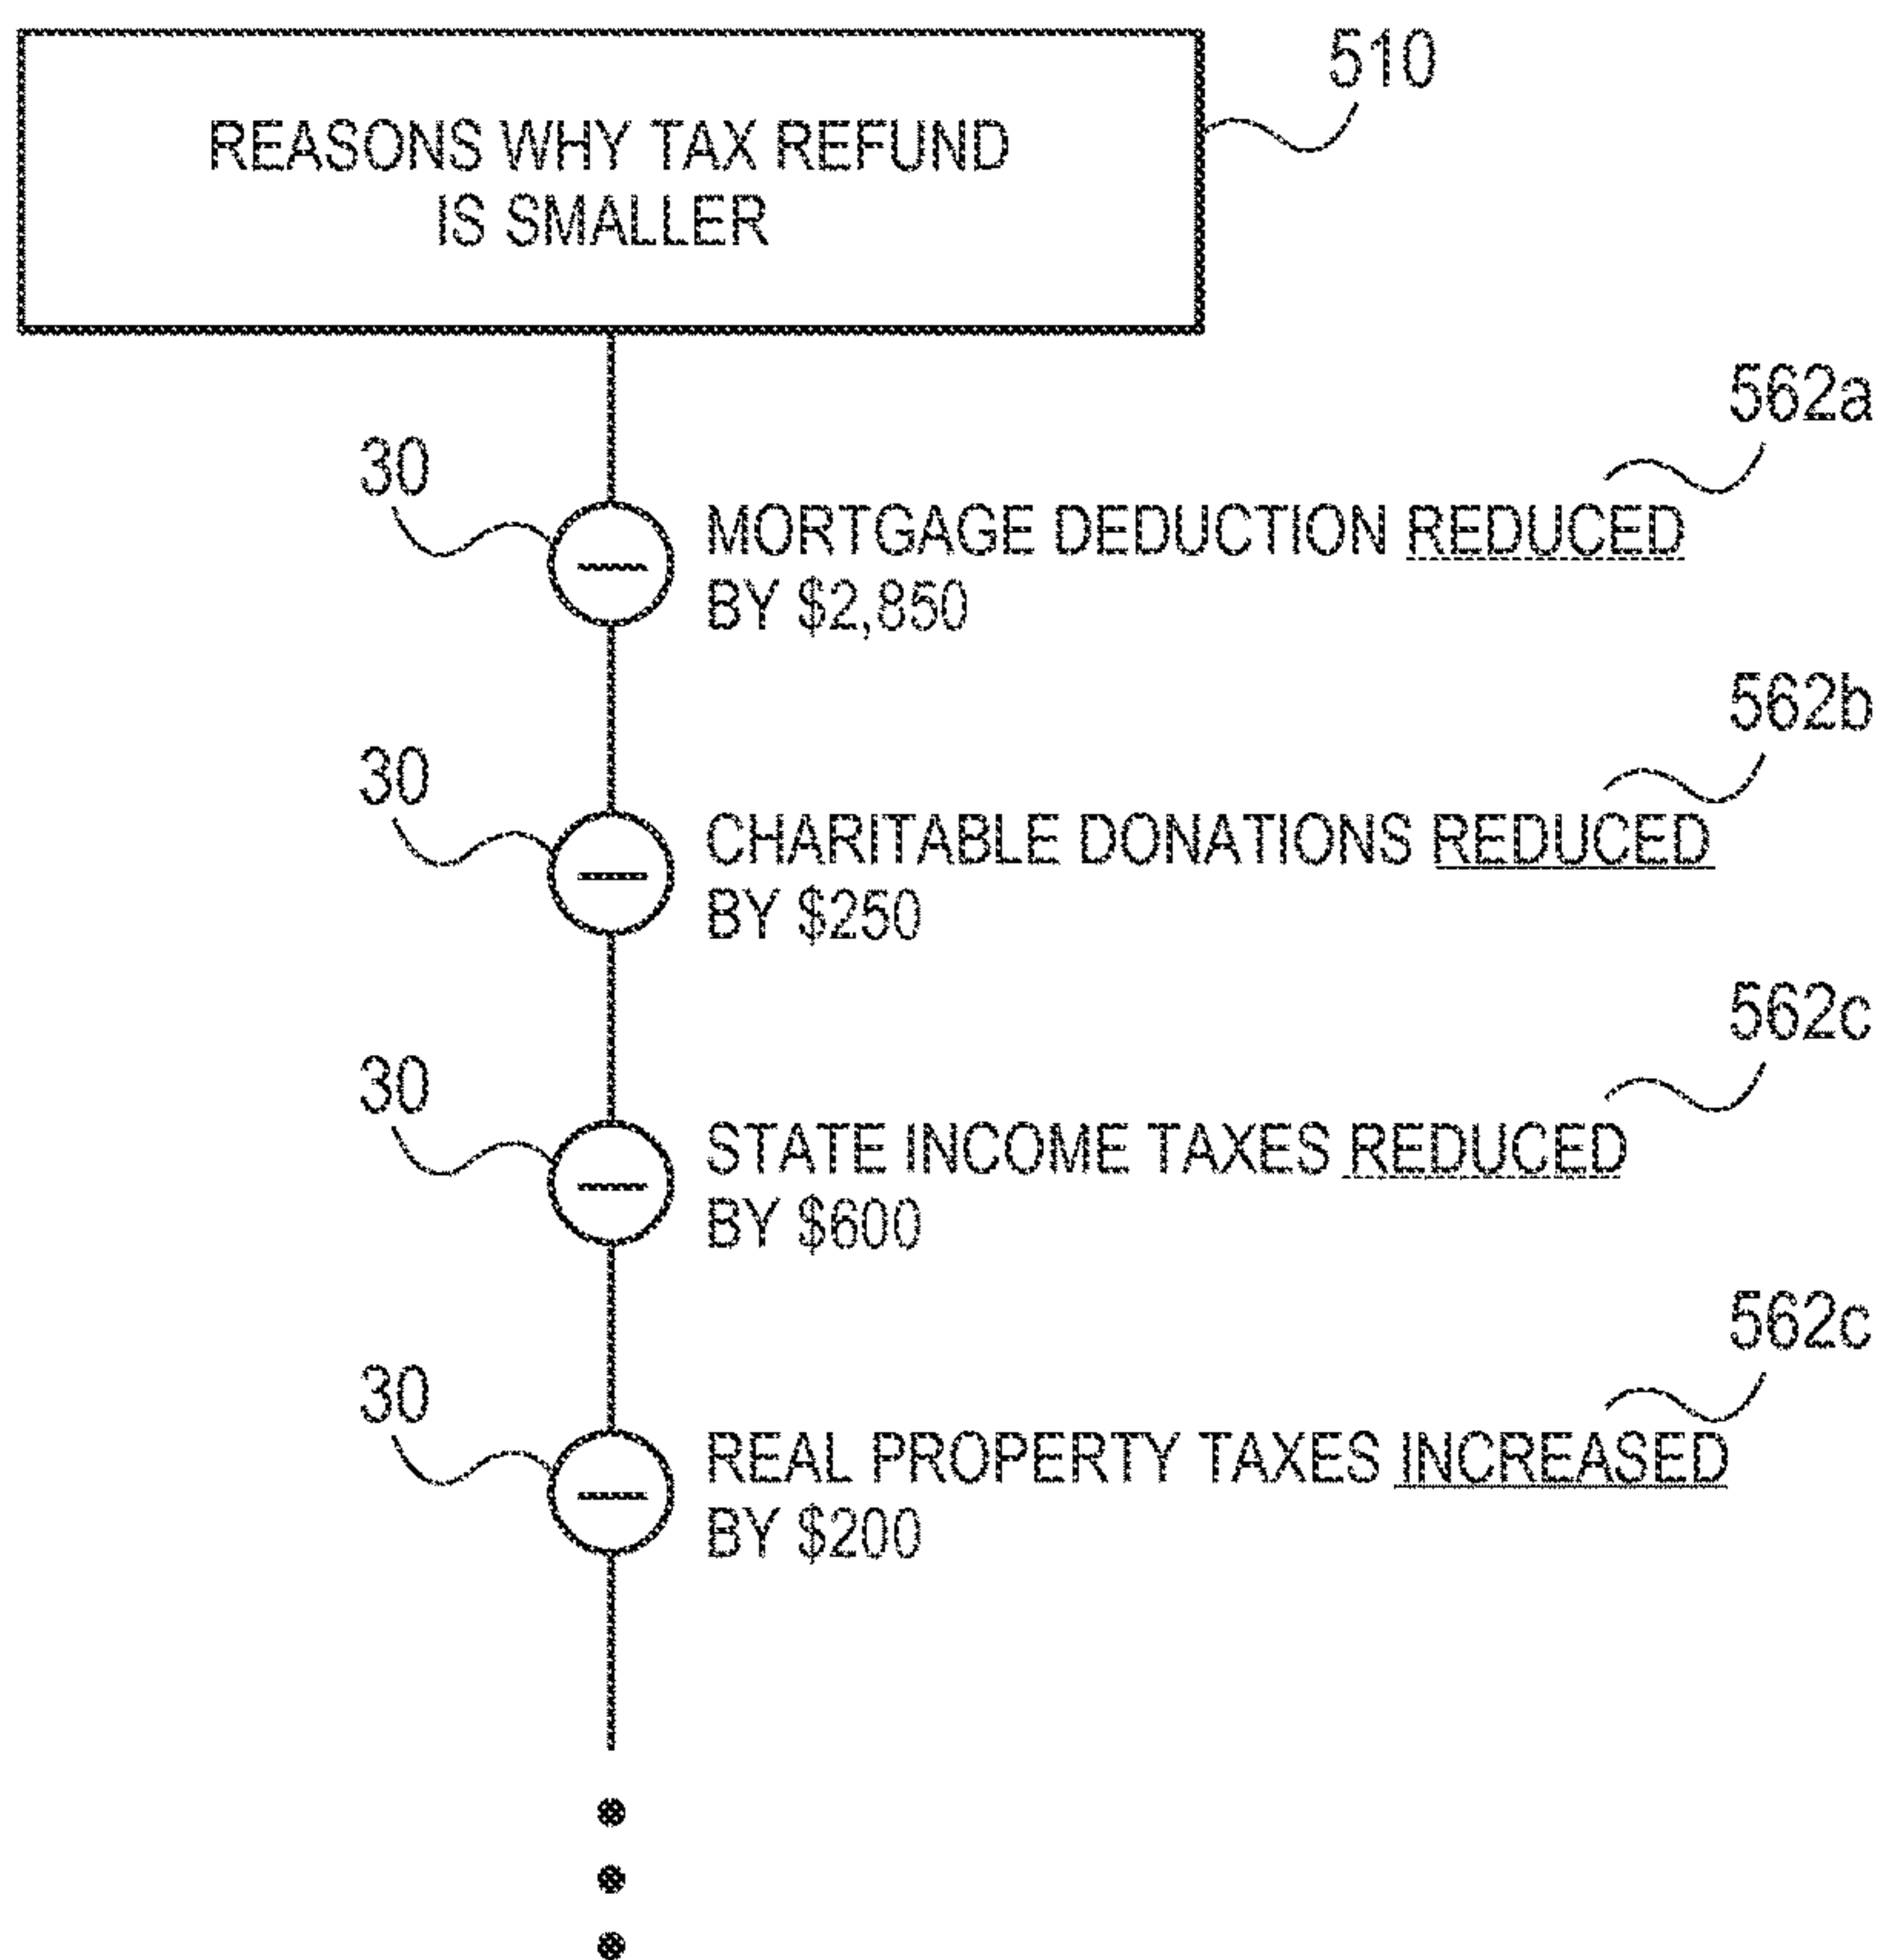 510
REASONS WHY TAX REFUND
IS SMALLER
562a
30
MORTGAGE DEDUCTION REDUCED
BY $2,850
562b
30
CHARITABLE DONATIONS REDUCED
BY $250
562c
30
STATE INCOME TAXES REDUCED
BY $600
562c
30
REAL PROPERTY TAXES INCREASED
BY $200